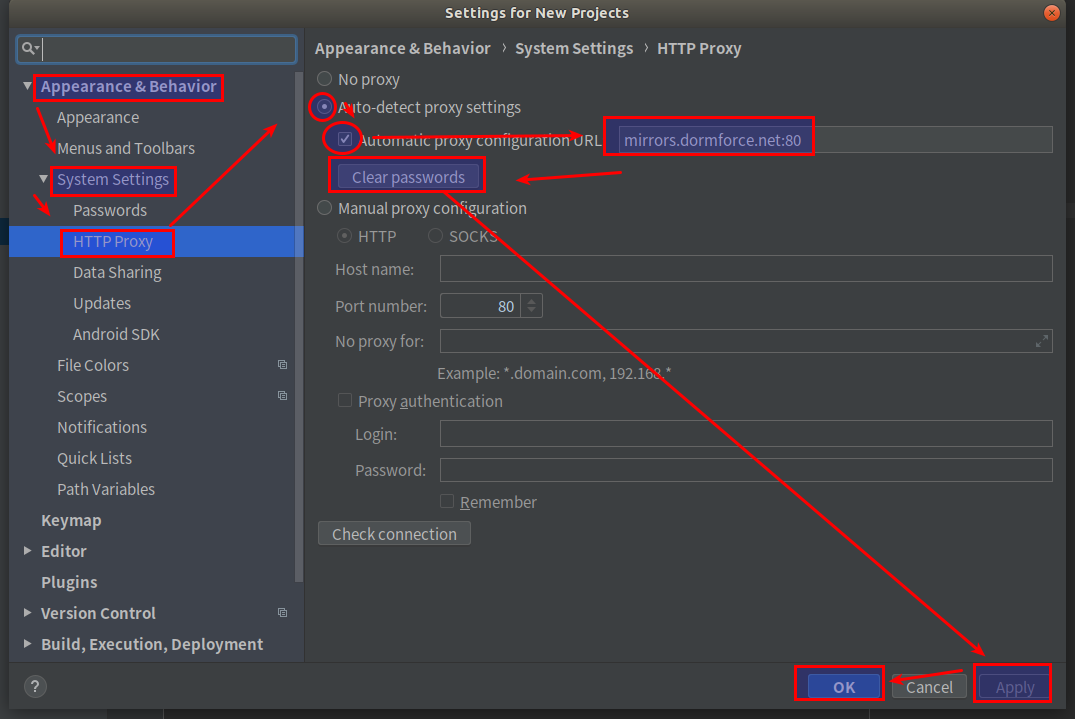 Settings for New Projects
Appearance & Behavior
Appearance
Menus and Toolbars
System Settings
Passwords
HTTP Proxy
Data Sharing
Updates
Android SDK
File Colors
Scopes
Notifications
Quick Lists
Path Variables
Keymap
Editor
Plugins
Version Control
Build, Execution, Deployment
?
Appearance & Behavior › System Settings › HTTP Proxy
No proxy
Auto-detect proxy settings
Automatic proxy configuration URL mirrors.dormforce.net:80
Clear passwords
Manual proxy configuration
HTTP SOCKS
Host name:
Port number: 80
No proxy for:
Example: *.domain.com, 192.168.*
Proxy authentication
Login:
Password:
Remember
Check connection
OK Cancel Apply